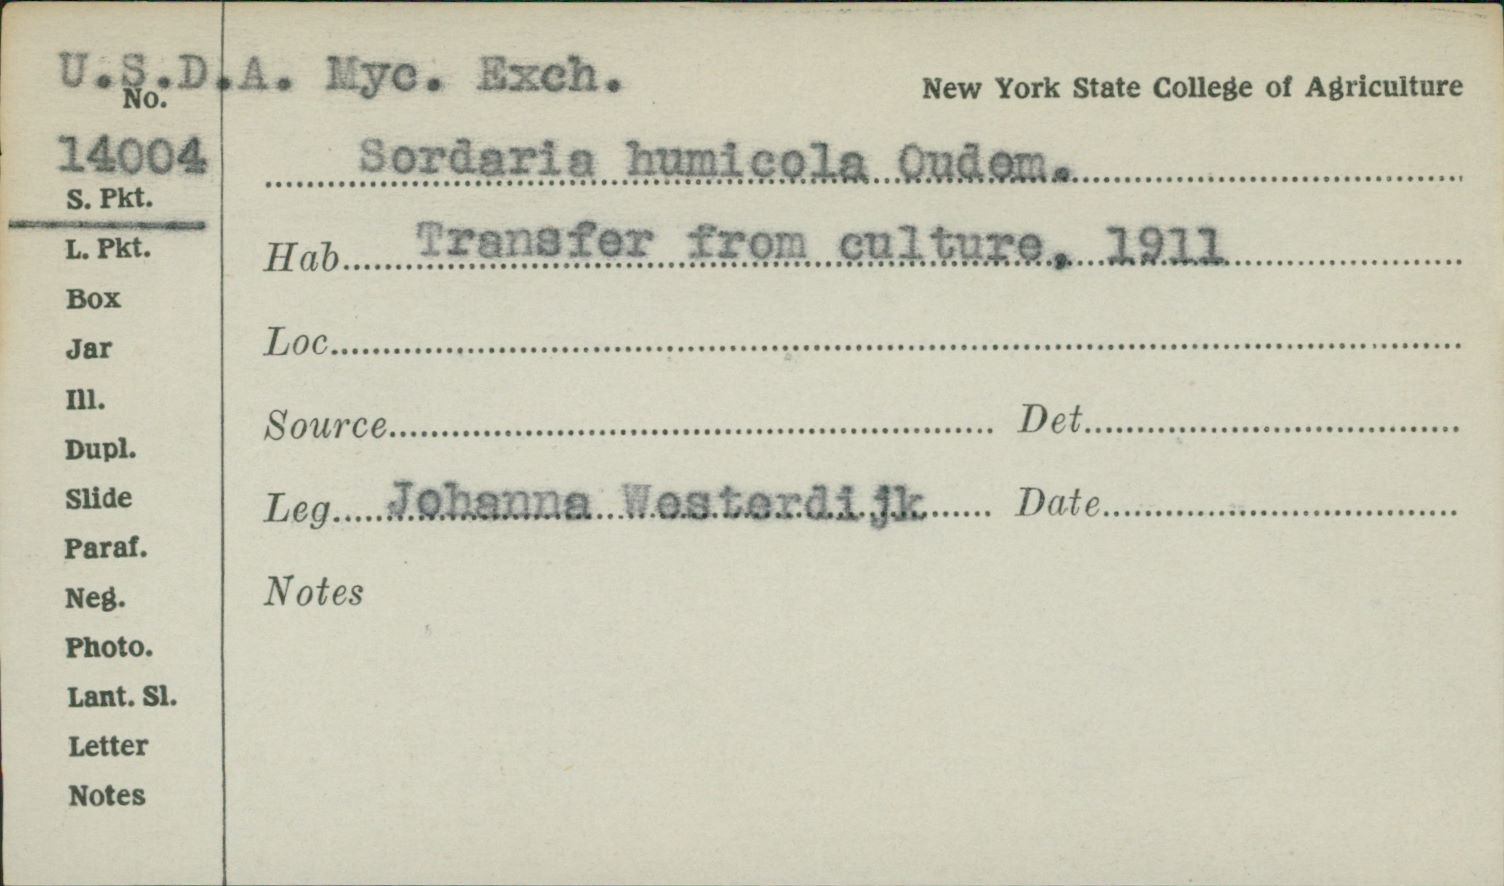 U.S.D.A. Myc. Exch.
No.
New York State College of Agriculture
14004
Sordaria humicola Oudem.
S. Pkt.
Hab. Transfer from culture, 1911
L. Pkt.
Box
Loc.
Jar
Ill.
Source Det.
Dupl.
Slide
Leg. Johanna Westerdijk Date
Paraf.
Notes
Neg.
Photo.
Lant. Sl.
Letter
Notes